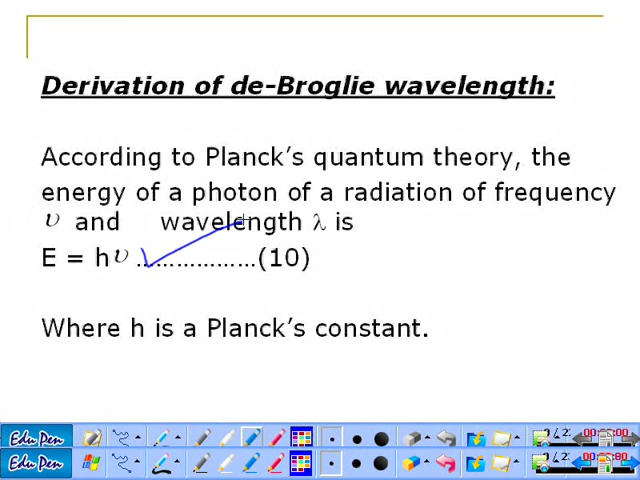 Derivation of de-Broglie wavelength:
According to Planck's quantum theory, the
energy of a photon of a radiation of frequency
υ and wavelength λ is
E = hυ ………………(10)
Where h is a Planck's constant.
Edu Pen
Edu Pen